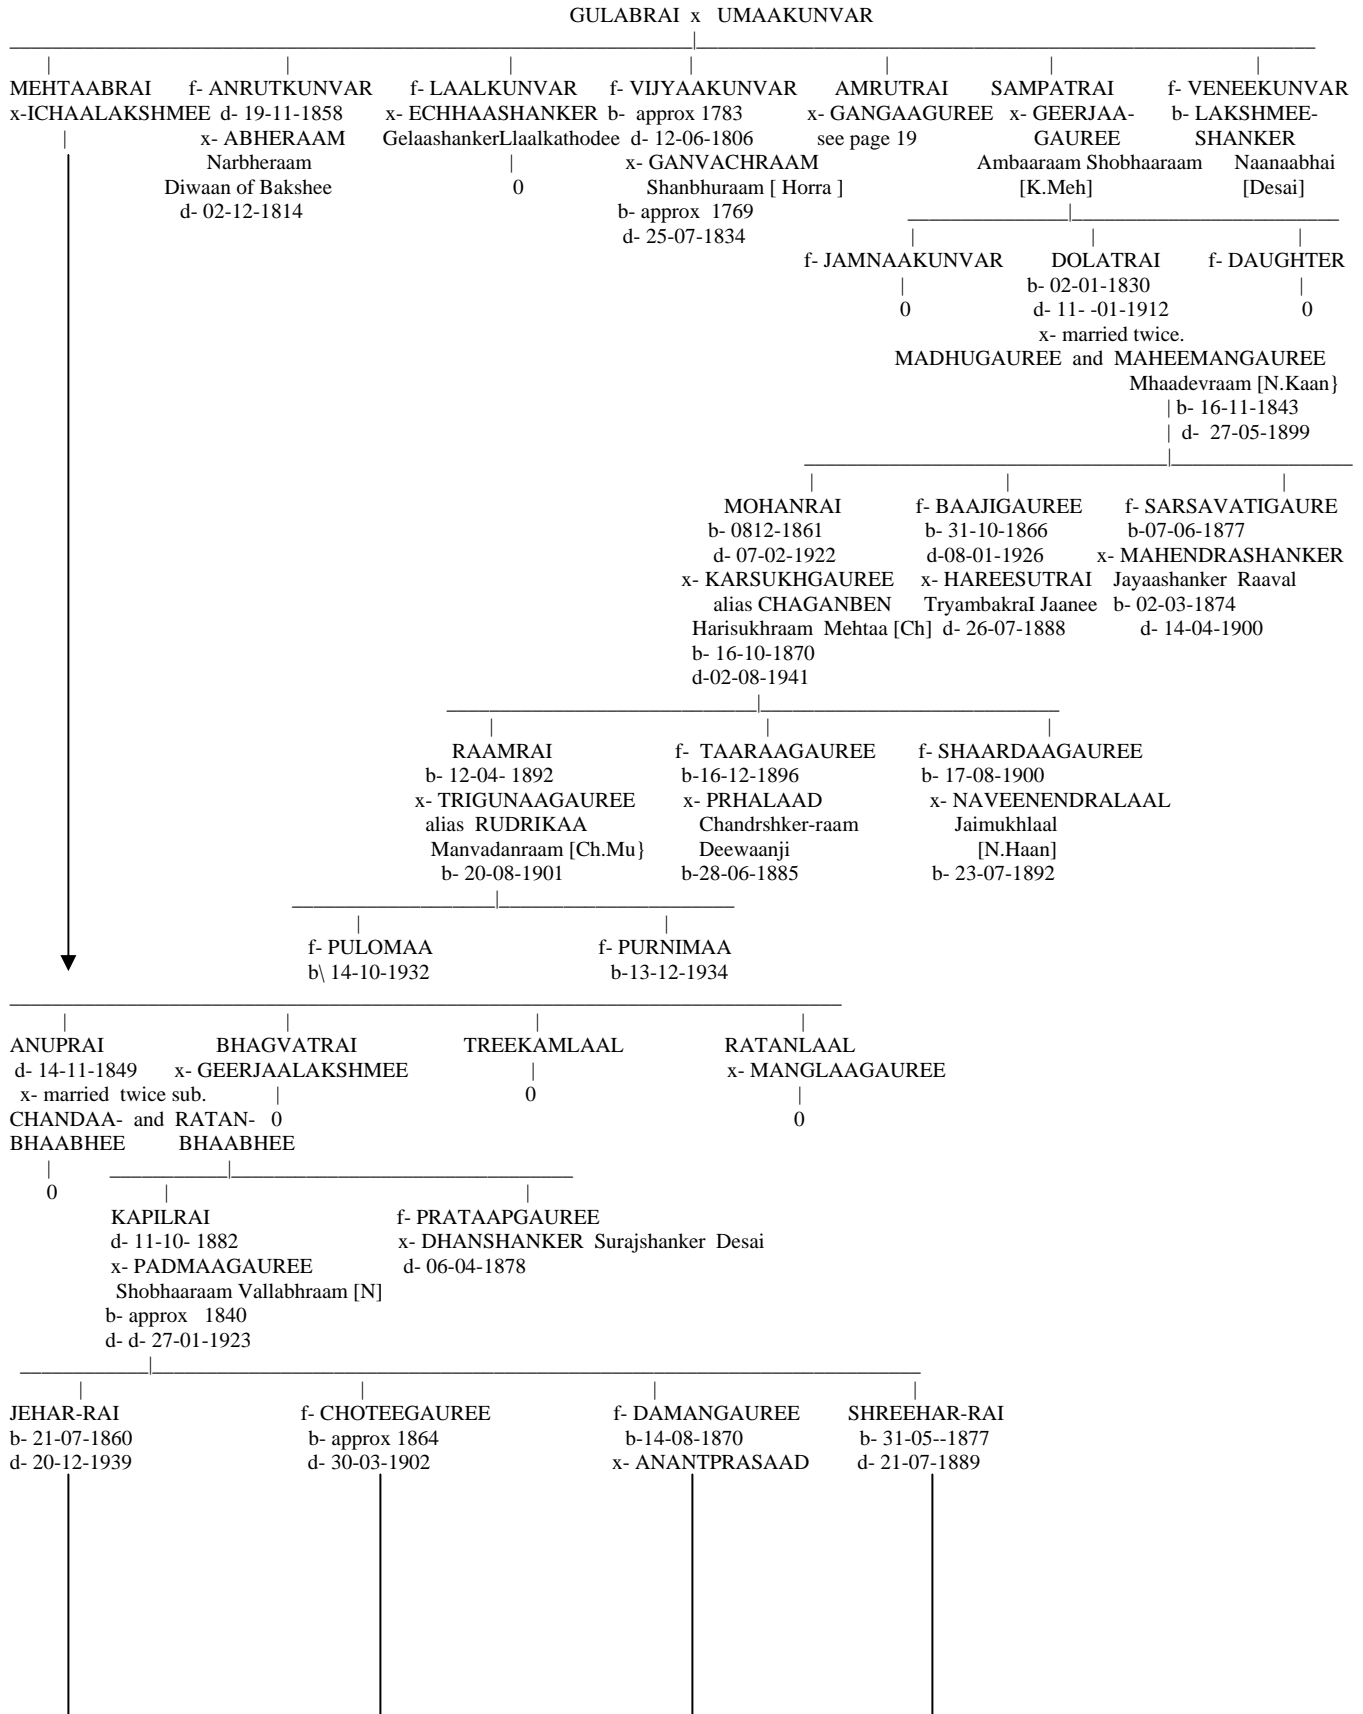 GULABRAI x UMAAKUNVAR
MEHTAABRAI f- ANRUTKUNVAR f- LAALKUNVAR f- VIJYAAKUNVAR AMRUTRAI SAMPATRAI f- VENEEKUNVAR
x-ICHAALAKSHMEE d- 19-11-1858 x- ECHHAASHANKER b- approx 1783 x- GANGAAGUREE x- GEERJAA- b- LAKSHMEE-
x- ABHERAAM GelaashankerLlaalkathodee d- 12-06-1806 see page 19 GAUREE SHANKER
Narbheraam x- GANVACHRAAM Ambaaraam Shobhaaraam Naanaabhai
Diwaan of Bakshee 0 Shanbhuraam [ Horra ] [K.Meh] [Desai]
d- 02-12-1814 b- approx 1769
d- 25-07-1834
f- JAMNAAKUNVAR DOLATRAI f- DAUGHTER
b- 02-01-1830
0 d- 11- -01-1912 0
x- married twice.
MADHUGAUREE and MAHEEMANGAUREE
Mhaadevraam [N.Kaan}
b- 16-11-1843
d- 27-05-1899
MOHANRAI f- BAAJIGAUREE f- SARSAVATIGAURE
b- 0812-1861 b- 31-10-1866 b-07-06-1877
d- 07-02-1922 d-08-01-1926 x- MAHENDRASHANKER
x- KARSUKHGAUREE x- HAREESUTRAI Jayaashanker Raaval
alias CHAGANBEN TryambakraI Jaanee b- 02-03-1874
Harisukhraam Mehtaa [Ch] d- 26-07-1888 d- 14-04-1900
b- 16-10-1870
d-02-08-1941
RAAMRAI f- TAARAAGAUREE f- SHAARDAAGAUREE
b- 12-04- 1892 b-16-12-1896 b- 17-08-1900
x- TRIGUNAAGAUREE x- PRHALAAD x- NAVEENENDRALAAL
alias RUDRIKAA Chandrshker-raam Jaimukhlaal
Manvadanraam [Ch.Mu} Deewaanji [N.Haan]
b- 20-08-1901 b-28-06-1885 b- 23-07-1892
f- PULOMAA f- PURNIMAA
b\ 14-10-1932 b-13-12-1934
ANUPRAI BHAGVATRAI TREEKAMLAAL RATANLAAL
d- 14-11-1849 x- GEERJAALAKSHMEE x- MANGLAAGAUREE
x- married twice sub. 0
CHANDAA- and RATAN- 0 0
BHAABHEE BHAABHEE
0
KAPILRAI f- PRATAAPGAUREE
d- 11-10- 1882 x- DHANSHANKER Surajshanker Desai
x- PADMAAGAUREE d- 06-04-1878
Shobhaaraam Vallabhraam [N]
b- approx 1840
d- d- 27-01-1923
JEHAR-RAI f- CHOTEEGAUREE f- DAMANGAUREE SHREEHAR-RAI
b- 21-07-1860 b- approx 1864 b-14-08-1870 b- 31-05--1877
d- 20-12-1939 d- 30-03-1902 x- ANANTPRASAAD d- 21-07-1889